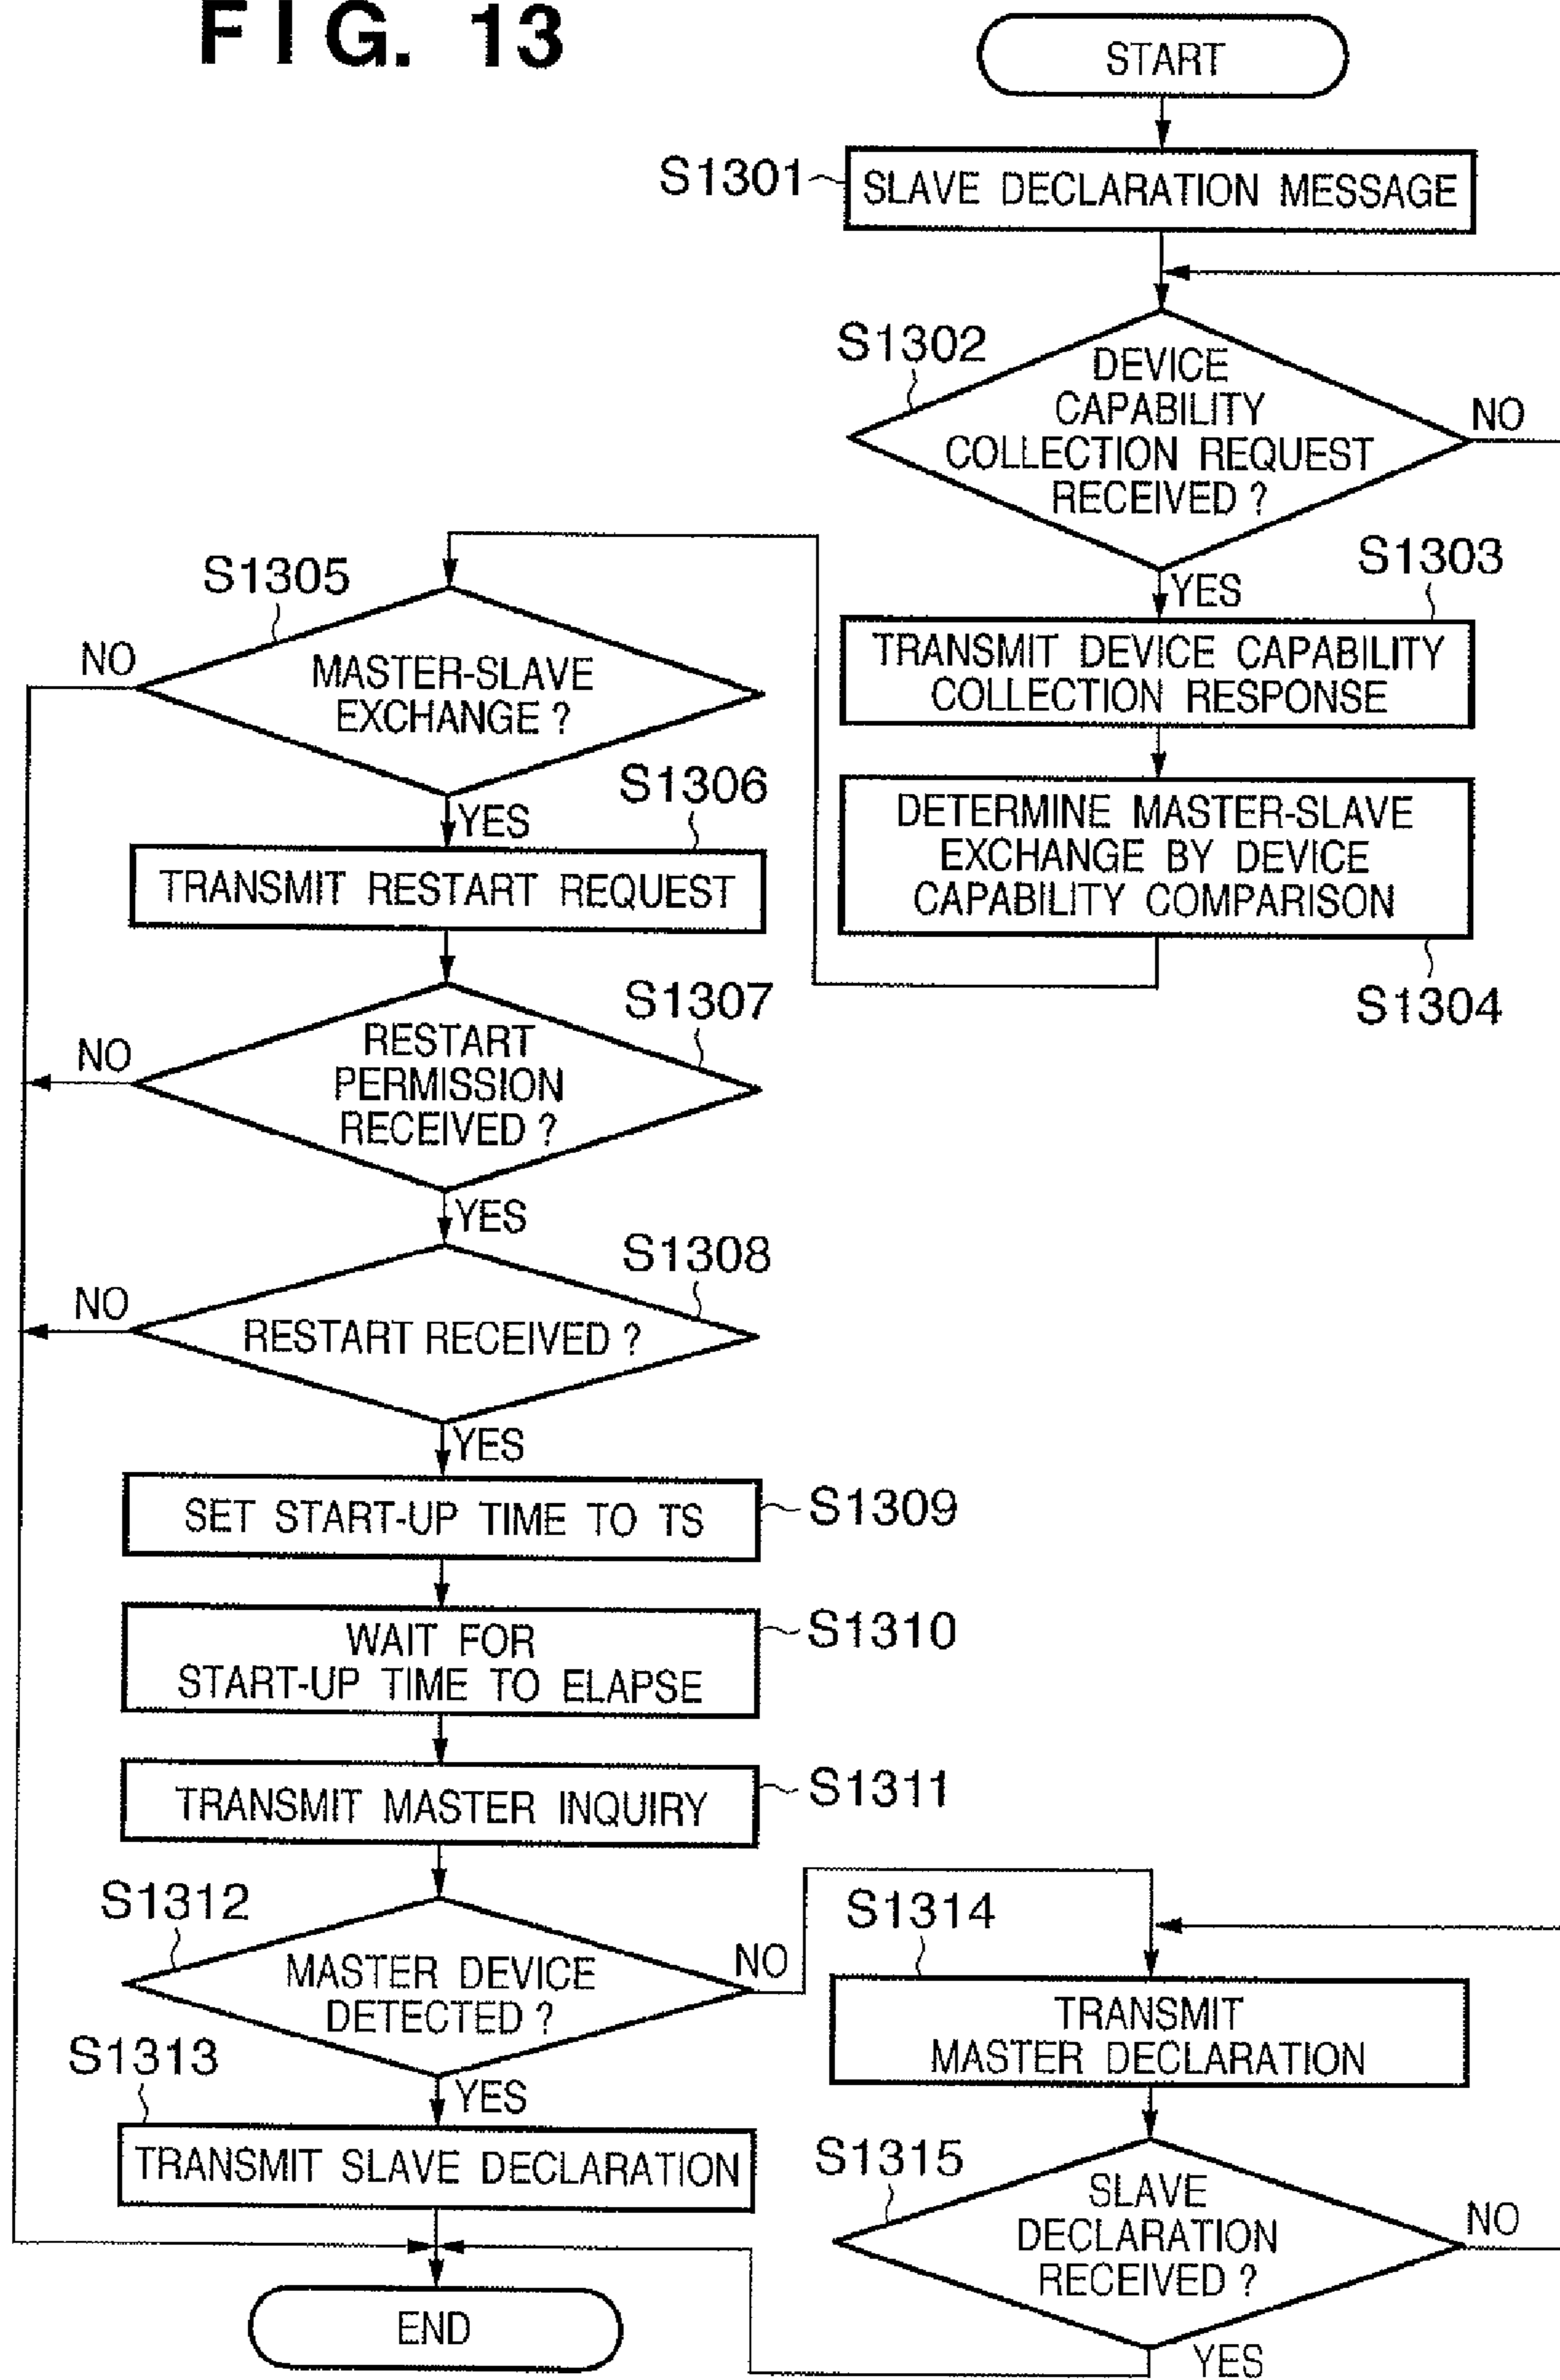 FIG. 13
START
S1301
SLAVE DECLARATION MESSAGE
S1302
DEVICE
CAPABILITY
COLLECTION REQUEST
RECEIVED ?
NO
YES
S1303
TRANSMIT DEVICE CAPABILITY
COLLECTION RESPONSE
DETERMINE MASTER-SLAVE
EXCHANGE BY DEVICE
CAPABILITY COMPARISON
S1304
S1305
NO
MASTER-SLAVE
EXCHANGE ?
YES
S1306
TRANSMIT RESTART REQUEST
S1307
NO
RESTART
PERMISSION
RECEIVED ?
YES
S1308
NO
RESTART RECEIVED ?
YES
SET START-UP TIME TO TS
S1309
WAIT FOR
START-UP TIME TO ELAPSE
S1310
TRANSMIT MASTER INQUIRY
S1311
S1312
MASTER DEVICE
DETECTED ?
NO
YES
S1313
TRANSMIT SLAVE DECLARATION
S1314
TRANSMIT
MASTER DECLARATION
S1315
SLAVE
DECLARATION
RECEIVED ?
NO
YES
END